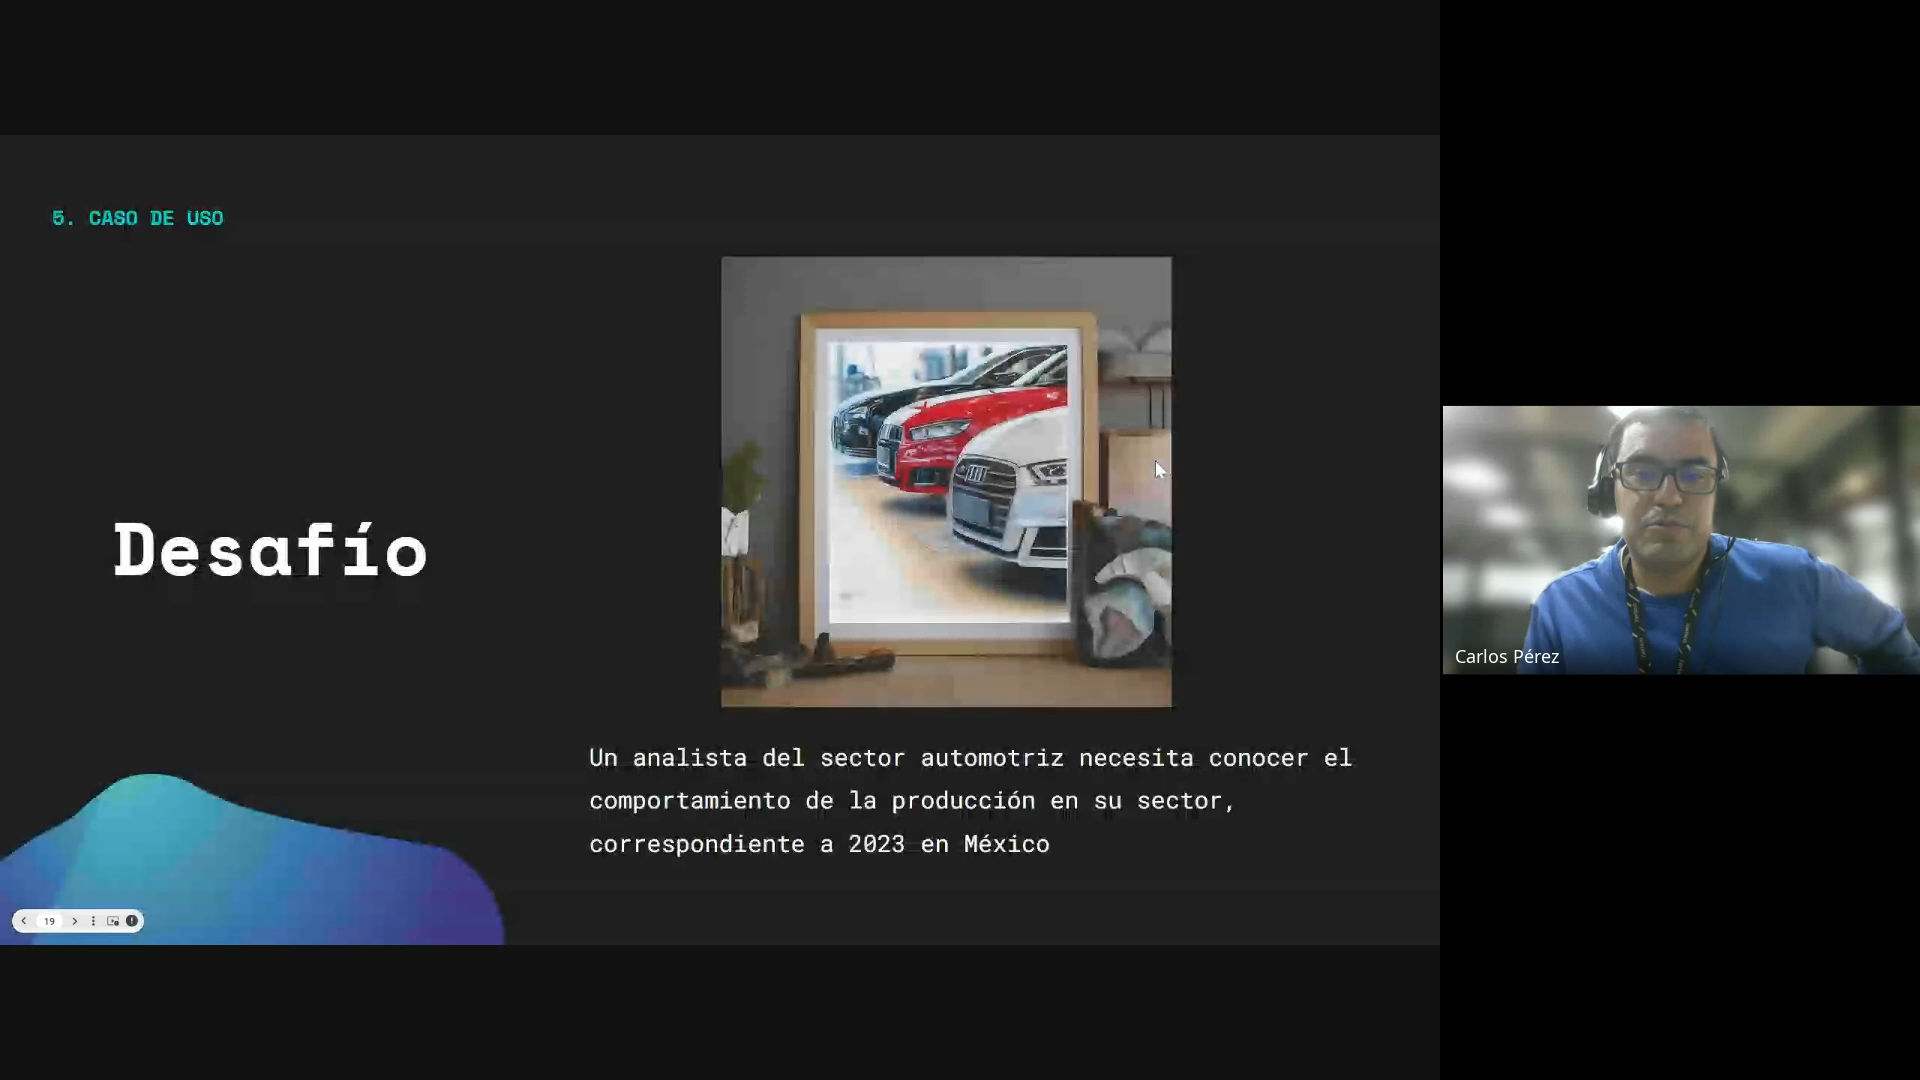 5. CASO DE USO
Desafío
Un analista del sector automotriz necesita conocer el
comportamiento de la producción en su sector,
correspondiente a 2023 en México
19
Carlos Pérez